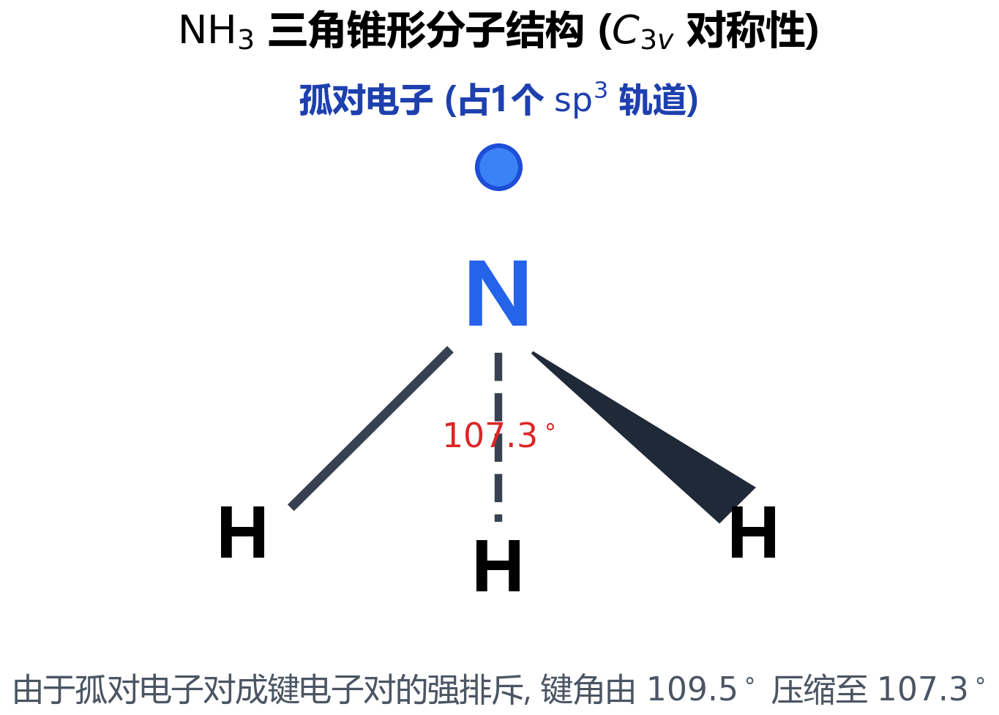 NH₃ 三角锥形分子结构 (C₃ᵥ 对称性)
孤对电子 (占1个 sp³ 轨道)
N
107.3°
H H
H
由于孤对电子对成键电子对的强排斥, 键角由 109.5° 压缩至 107.3°